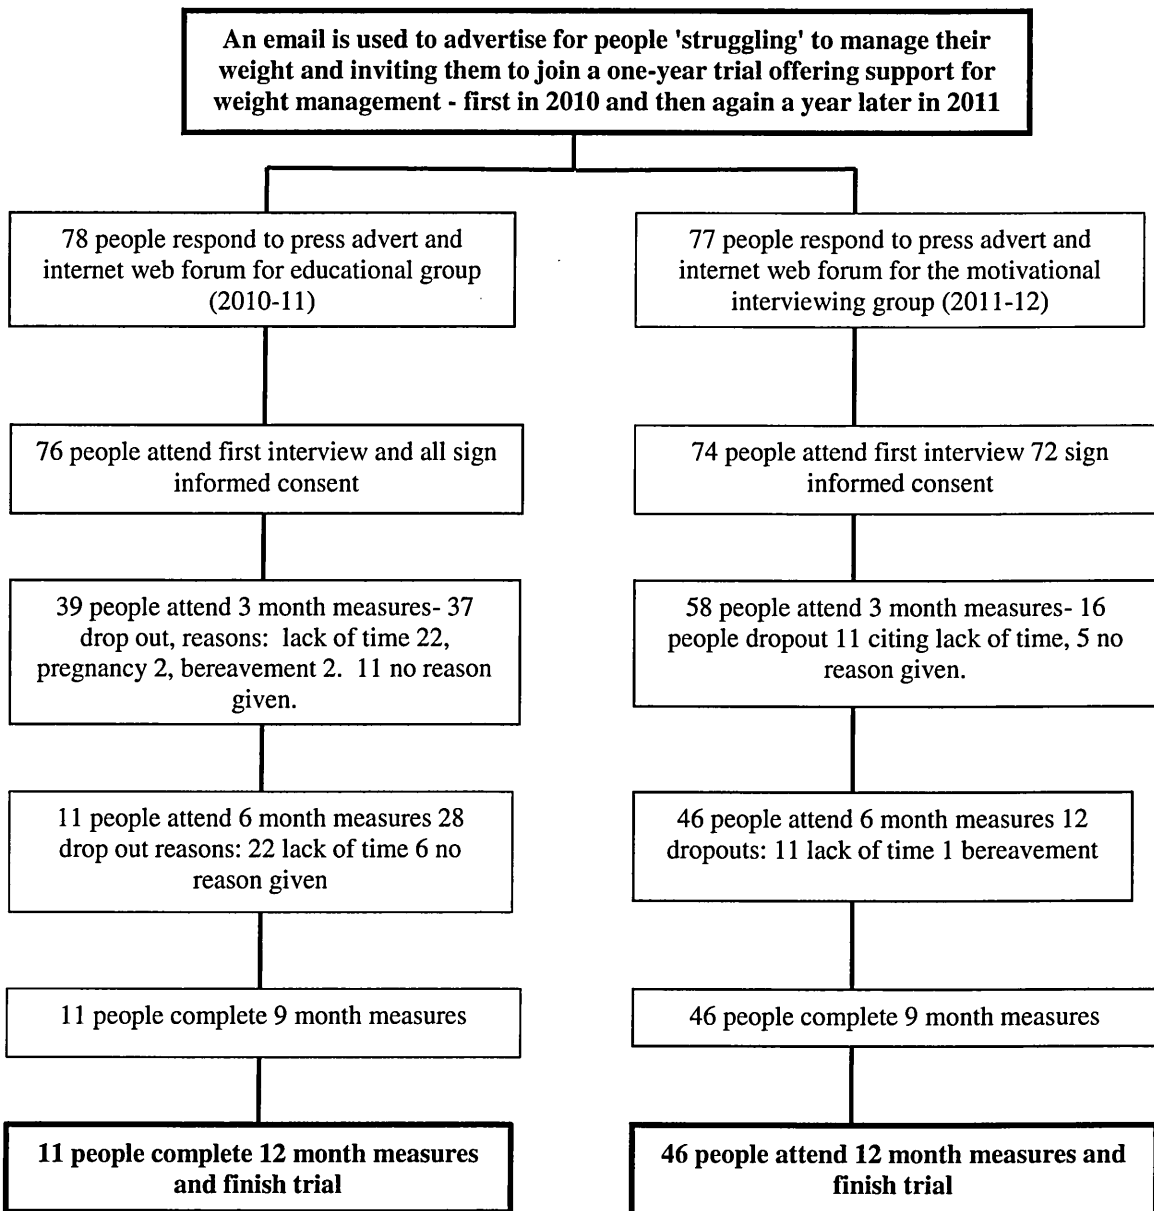 An email is used to advertise for people 'struggling' to manage their
weight and inviting them to join a one-year trial offering support for
weight management - first in 2010 and then again a year later in 2011
78 people respond to press advert and
internet web forum for educational group
(2010-11)
77 people respond to press advert and
internet web forum for the motivational
interviewing group (2011-12)
76 people attend first interview and all sign
informed consent
74 people attend first interview 72 sign
informed consent
39 people attend 3 month measures- 37
drop out, reasons: lack of time 22,
pregnancy 2, bereavement 2. 11 no reason
given.
58 people attend 3 month measures- 16
people dropout 11 citing lack of time, 5 no
reason given.
11 people attend 6 month measures 28
drop out reasons: 22 lack of time 6 no
reason given
46 people attend 6 month measures 12
dropouts: 11 lack of time 1 bereavement
11 people complete 9 month measures
46 people complete 9 month measures
11 people complete 12 month measures
and finish trial
46 people attend 12 month measures and
finish trial